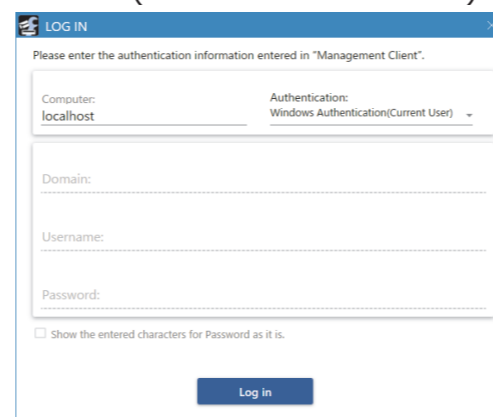 LOG IN
Please enter the authentication information entered in "Management Client".
Computer:
localhost
Authentication:
Windows Authentication(Current User)
Domain:
Username:
Password:
Show the entered characters for Password as it is.
Log in